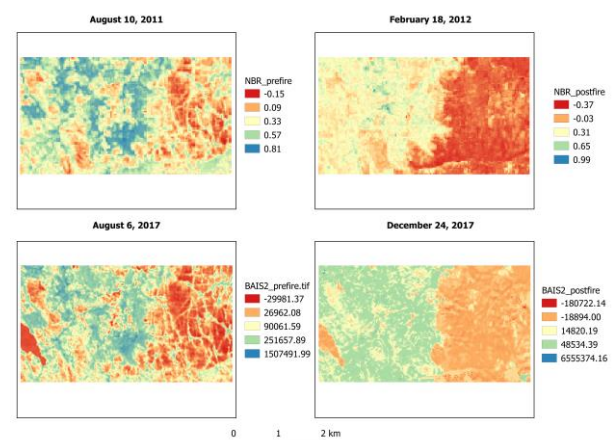 August 10, 2011
February 18, 2012
NBR_prefire
-0.15
0.09
0.33
0.57
0.81
NBR_postfire
-0.37
-0.03
0.31
0.65
0.99
August 6, 2017
December 24, 2017
BAIS2_prefire.tif
-29981.37
26962.08
90061.59
251657.89
1507491.99
BAIS2_postfire
-180722.14
-18894.00
14820.19
48534.39
6555374.16
0 1 2 km